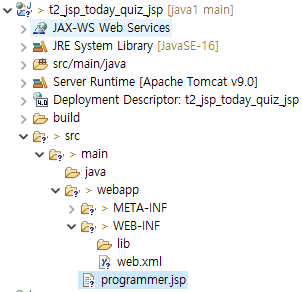 t2_jsp_today_quiz_jsp [java1 main]
JAX-WS Web Services
JRE System Library [JavaSE-16]
src/main/java
Server Runtime [Apache Tomcat v9.0]
Deployment Descriptor: t2_jsp_today_quiz_jsp
build
src
main
java
webapp
META-INF
WEB-INF
lib
web.xml
programmer.jsp